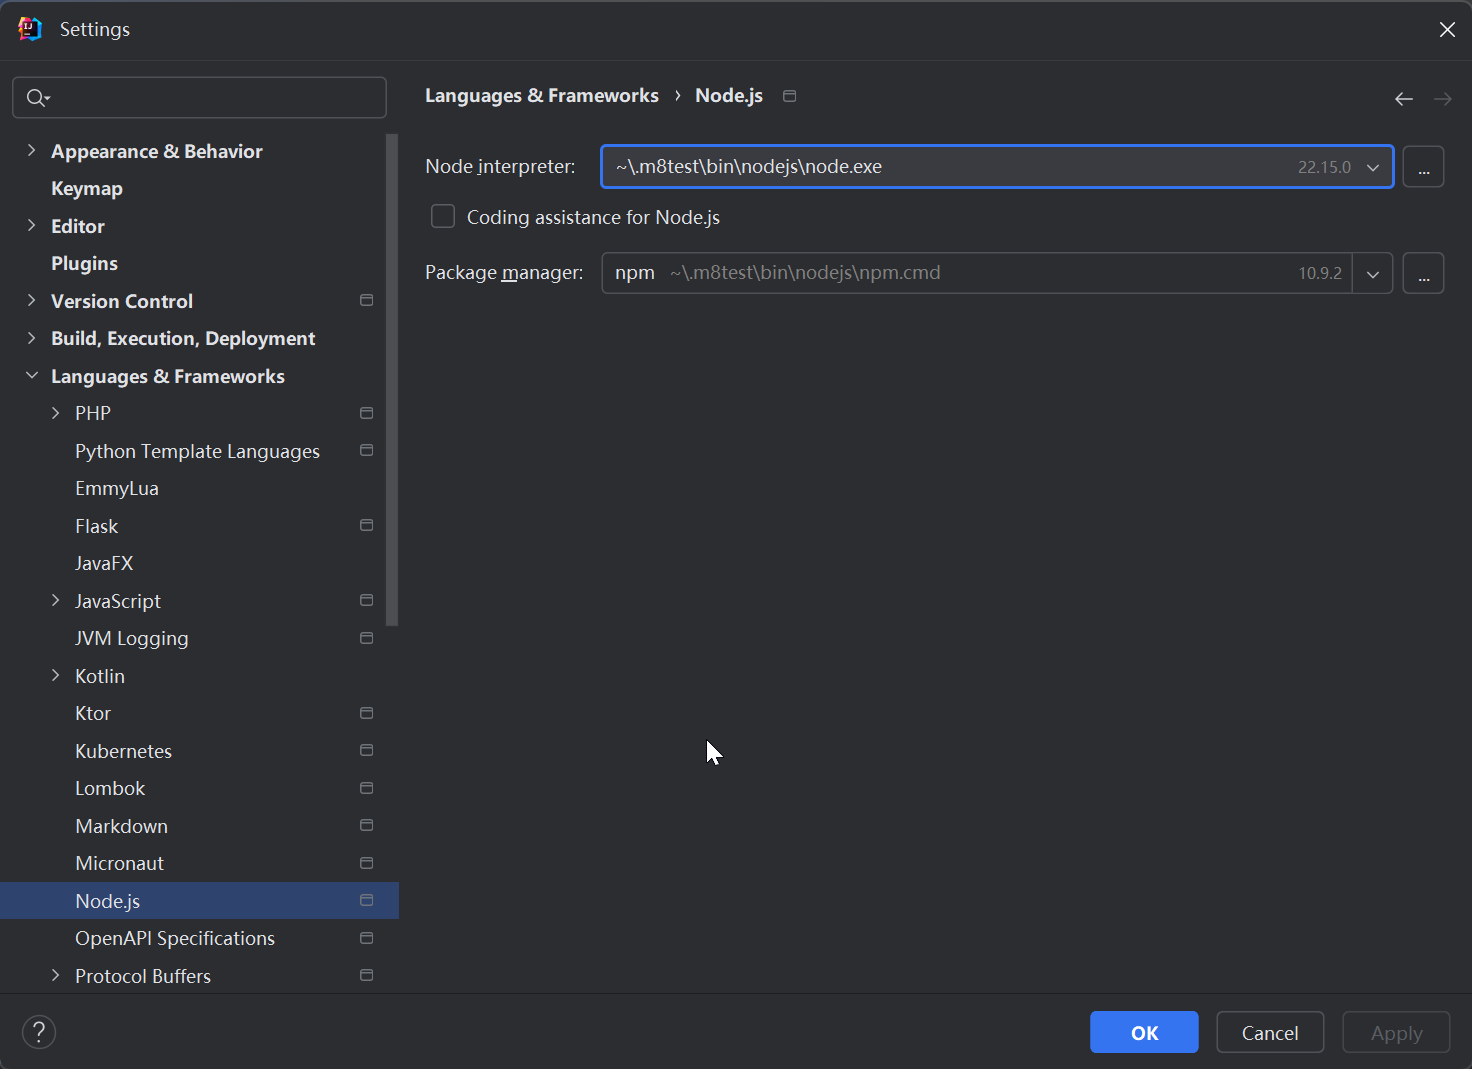 Settings
Appearance & Behavior
Keymap
Editor
Plugins
Version Control
Build, Execution, Deployment
Languages & Frameworks
PHP
Python Template Languages
EmmyLua
Flask
JavaFX
JavaScript
JVM Logging
Kotlin
Ktor
Kubernetes
Lombok
Markdown
Micronaut
Node.js
OpenAPI Specifications
Protocol Buffers
Languages & Frameworks › Node.js
Node interpreter: ~\.m8test\bin\nodejs\node.exe 22.15.0 ...
Coding assistance for Node.js
Package manager: npm ~\.m8test\bin\nodejs\npm.cmd 10.9.2 ...
? OK Cancel Apply